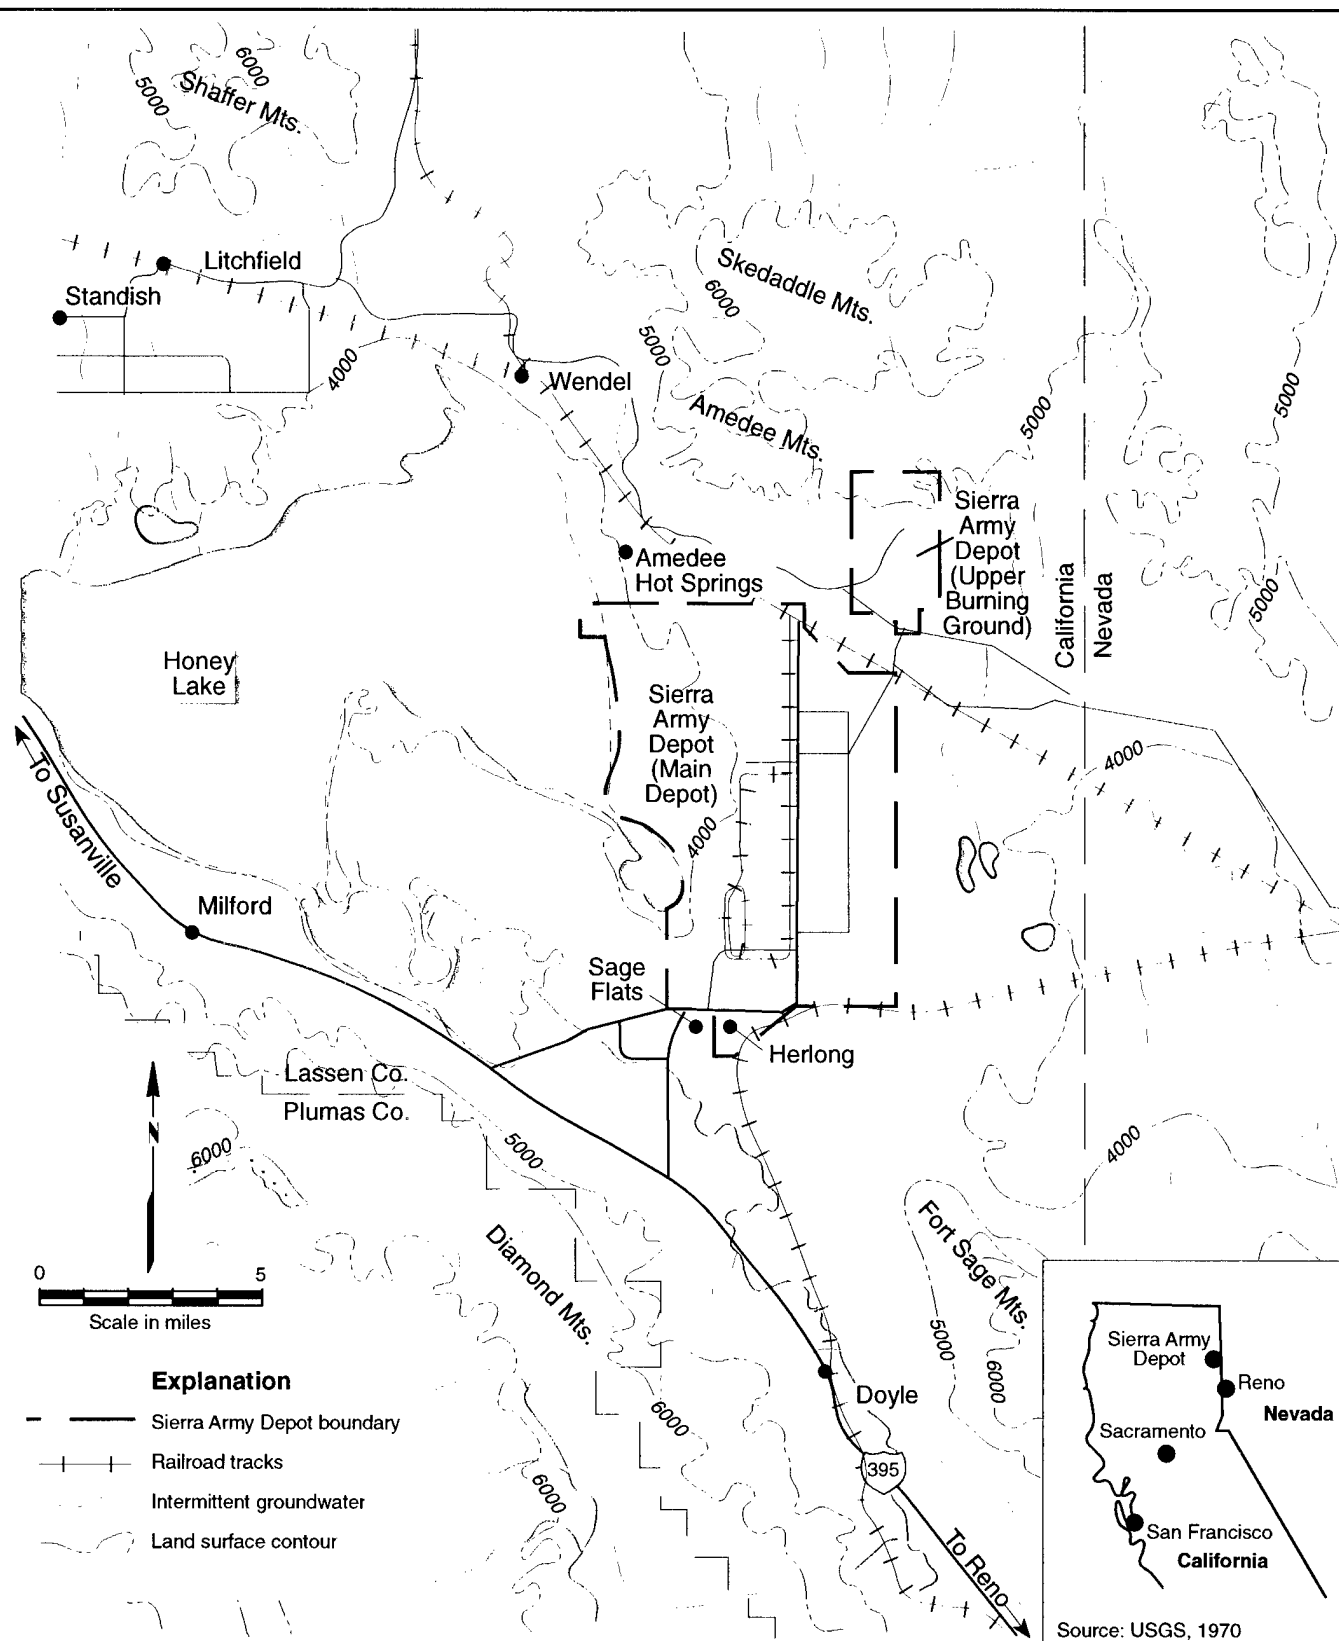 6000
5000
Shaffer Mts.
Litchfield
Standish
Skedaddle Mts.
6000
5000
4000
Wendel
Amedee Mts.
5000
5000
Sierra
Army
Depot
(Upper
Burning
Ground)
Amedee
Hot Springs
California
Nevada
5000
Honey
Lake
Sierra
Army
Depot
(Main
Depot)
4000
To Susanville
4000
Milford
Sage
Flats
Herlong
Lassen Co.
Plumas Co.
N
6000
5000
4000
Diamond Mts.
Fort Sage Mts.
0 5
Scale in miles
5000
6000
Doyle
6000
395
6000
To Reno
Explanation
Sierra Army Depot boundary
Railroad tracks
Intermittent groundwater
Land surface contour
Sierra Army
Depot
Reno
Nevada
Sacramento
San Francisco
California
Source: USGS, 1970